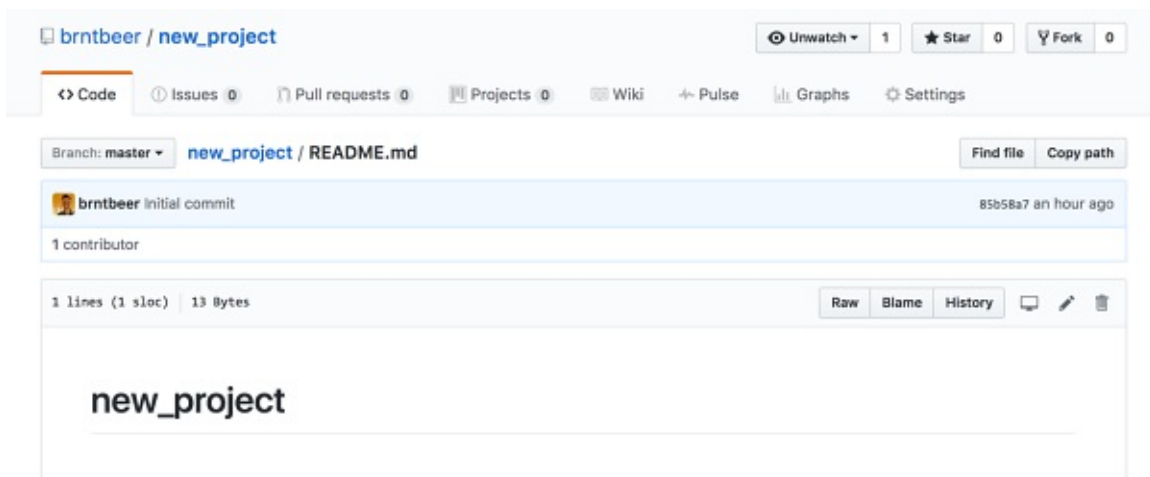 brntbeer / new_project
Unwatch 1 Star 0 Fork 0
<> Code Issues 0 Pull requests 0 Projects 0 Wiki Pulse Graphs Settings
Branch: master new_project / README.md Find file Copy path
brntbeer Initial commit 85b58a7 an hour ago
1 contributor
1 lines (1 sloc) 13 Bytes Raw Blame History
new_project